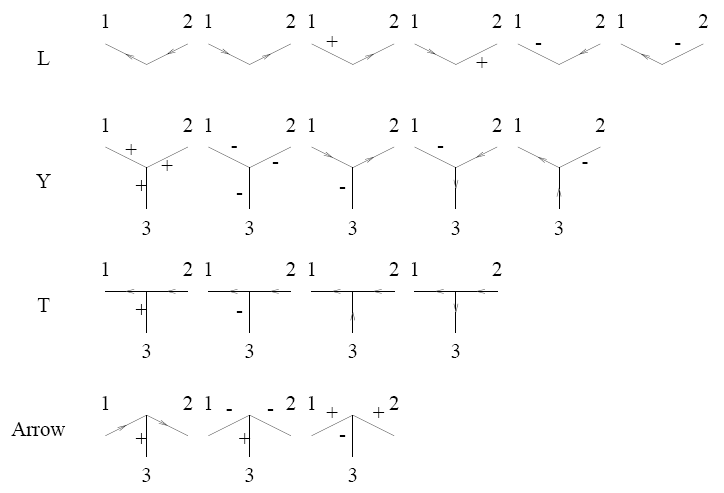 1 2 1 2 1 2 1 2 1 2 1 2
+ - -
L
+
1 2 1 2 1 2 1 2 1 2
+ - -
+ -
Y + - -
-
3 3 3 3 3
1 2 1 2 1 2 1 2
T + -
3 3 3 3
1 2 1 - - 2 1 + + 2
Arrow + + -
3 3 3